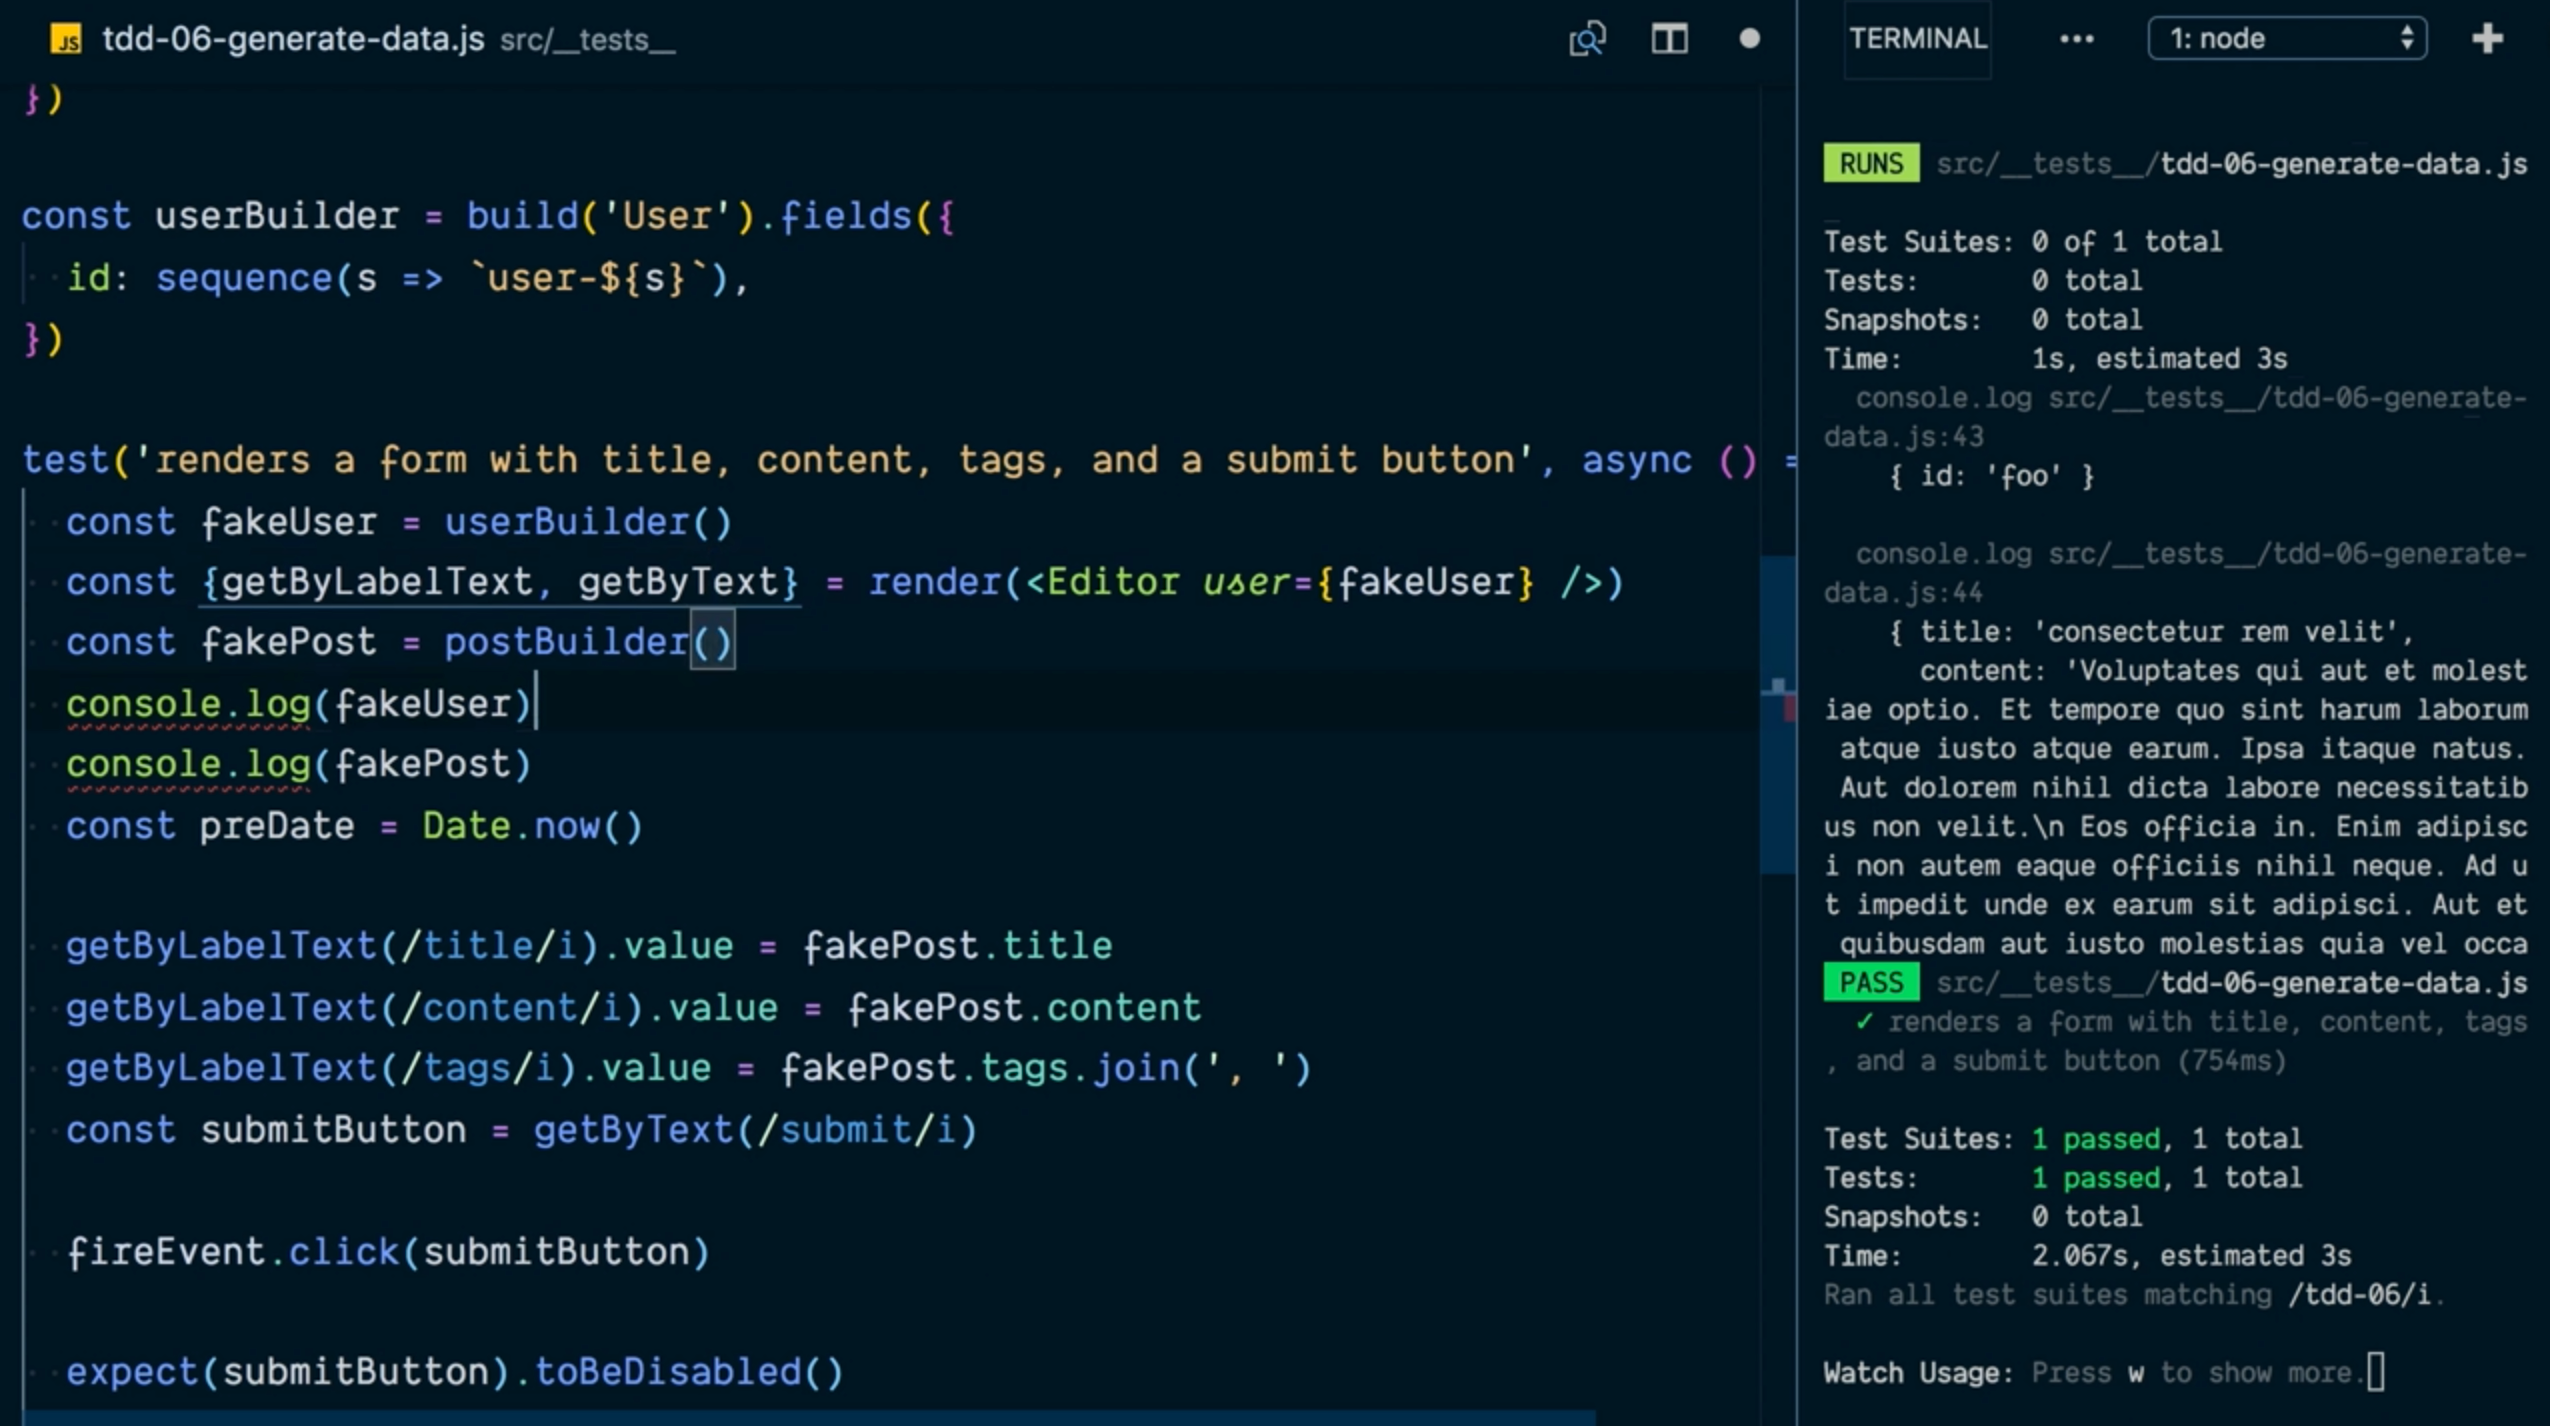 JS tdd-06-generate-data.js src/__tests__
})
const userBuilder = build('User').fields({
id: sequence(s => `user-${s}`),
})
test('renders a form with title, content, tags, and a submit button', async () =
const fakeUser = userBuilder()
const {getByLabelText, getByText} = render(<Editor user={fakeUser} />)
const fakePost = postBuilder()
console.log(fakeUser)
console.log(fakePost)
const preDate = Date.now()
getByLabelText(/title/i).value = fakePost.title
getByLabelText(/content/i).value = fakePost.content
getByLabelText(/tags/i).value = fakePost.tags.join(', ')
const submitButton = getByText(/submit/i)
fireEvent.click(submitButton)
expect(submitButton).toBeDisabled()
TERMINAL ... 1: node
RUNS src/__tests__/tdd-06-generate-data.js
Test Suites: 0 of 1 total
Tests: 0 total
Snapshots: 0 total
Time: 1s, estimated 3s
console.log src/__tests__/tdd-06-generate-
data.js:43
{ id: 'foo' }
console.log src/__tests__/tdd-06-generate-
data.js:44
{ title: 'consectetur rem velit',
content: 'Voluptates qui aut et molest
iae optio. Et tempore quo sint harum laborum
atque iusto atque earum. Ipsa itaque natus.
Aut dolorem nihil dicta labore necessitatib
us non velit.\n Eos officia in. Enim adipisc
i non autem eaque officiis nihil neque. Ad u
t impedit unde ex earum sit adipisci. Aut et
quibusdam aut iusto molestias quia vel occa
PASS src/__tests__/tdd-06-generate-data.js
✓ renders a form with title, content, tags
, and a submit button (754ms)
Test Suites: 1 passed, 1 total
Tests: 1 passed, 1 total
Snapshots: 0 total
Time: 2.067s, estimated 3s
Ran all test suites matching /tdd-06/i.
Watch Usage: Press w to show more.